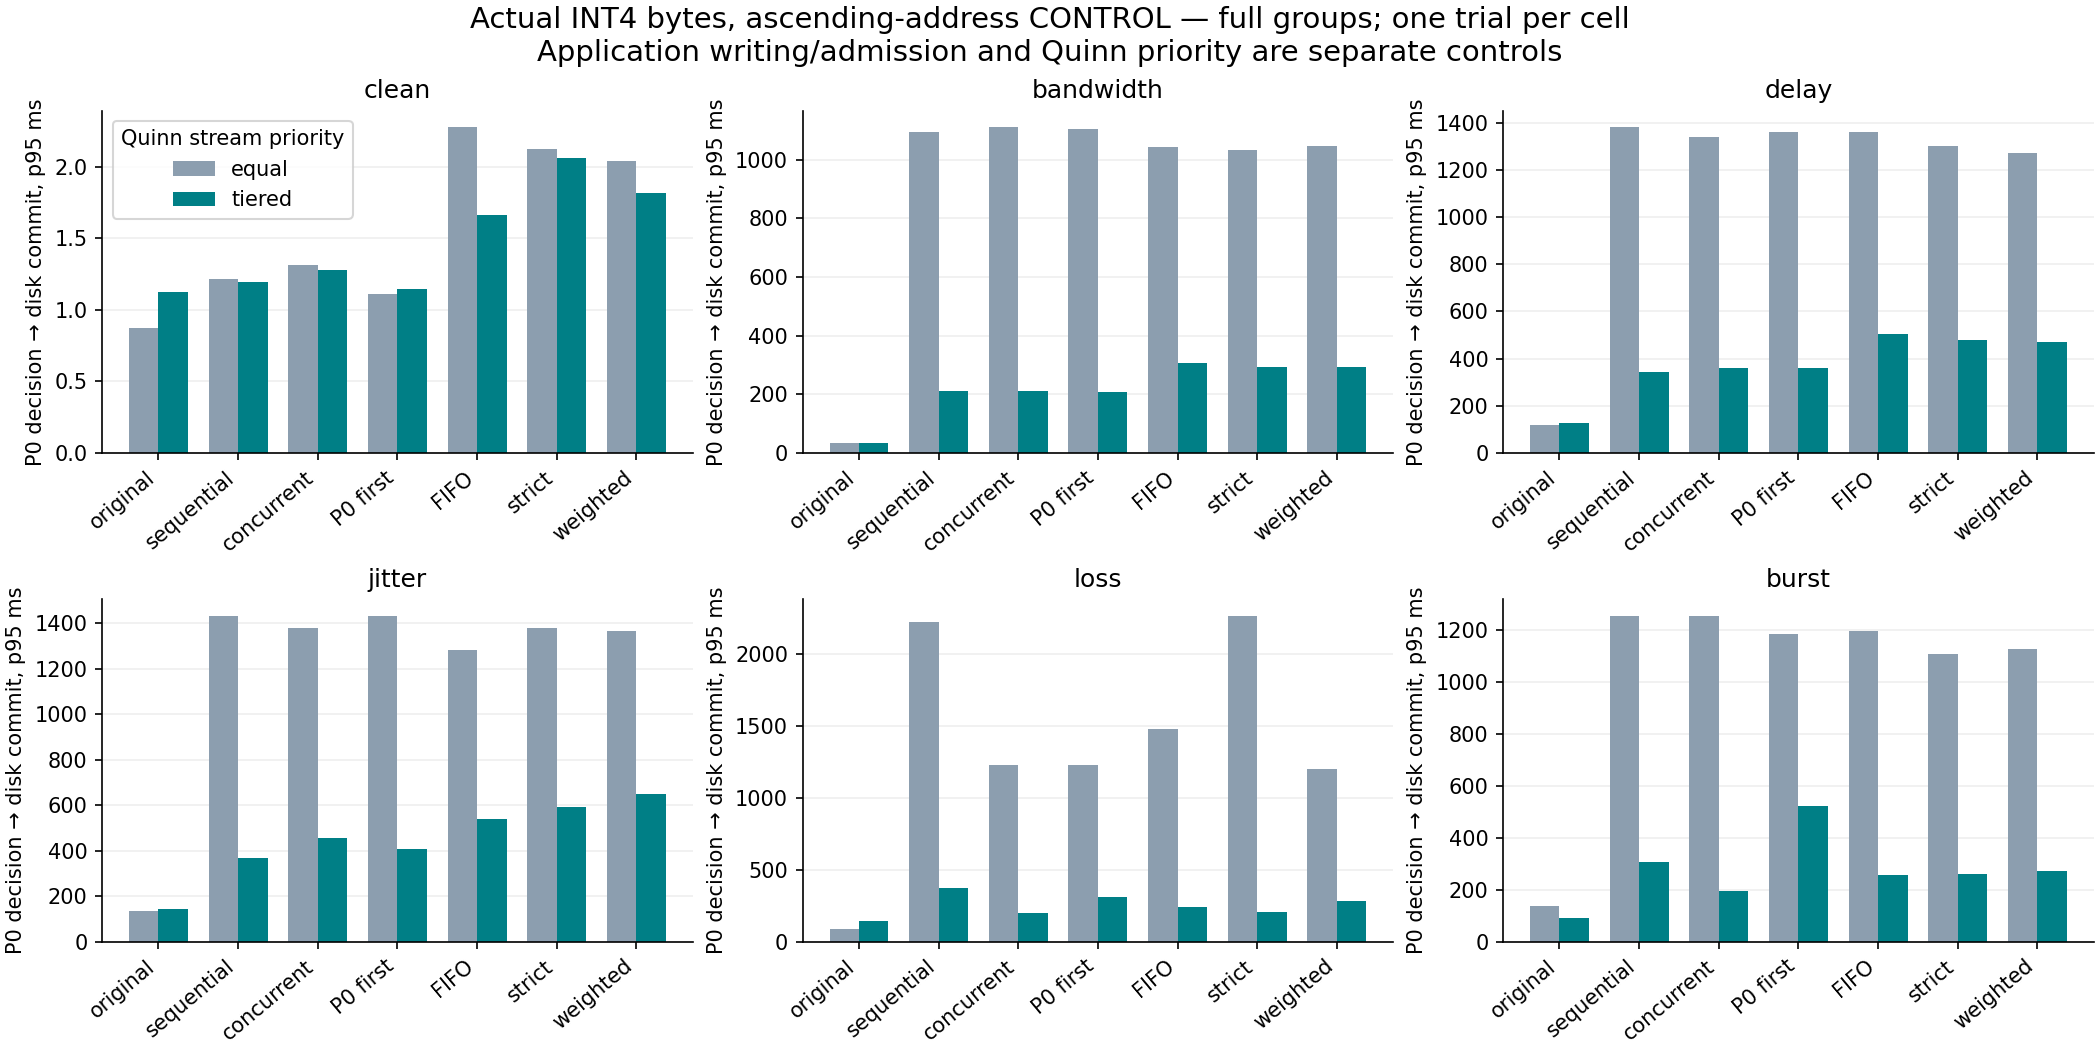 Actual INT4 bytes, ascending-address CONTROL — full groups; one trial per cell
Application writing/admission and Quinn priority are separate controls
clean
P0 decision → disk commit, p95 ms
2.0
1.5
1.0
0.5
0.0
Quinn stream priority
equal
tiered
original
sequential
concurrent
P0 first
FIFO
strict
weighted
bandwidth
P0 decision → disk commit, p95 ms
1000
800
600
400
200
0
original
sequential
concurrent
P0 first
FIFO
strict
weighted
delay
P0 decision → disk commit, p95 ms
1400
1200
1000
800
600
400
200
0
original
sequential
concurrent
P0 first
FIFO
strict
weighted
jitter
P0 decision → disk commit, p95 ms
1400
1200
1000
800
600
400
200
0
original
sequential
concurrent
P0 first
FIFO
strict
weighted
loss
P0 decision → disk commit, p95 ms
2000
1500
1000
500
0
original
sequential
concurrent
P0 first
FIFO
strict
weighted
burst
P0 decision → disk commit, p95 ms
1200
1000
800
600
400
200
0
original
sequential
concurrent
P0 first
FIFO
strict
weighted